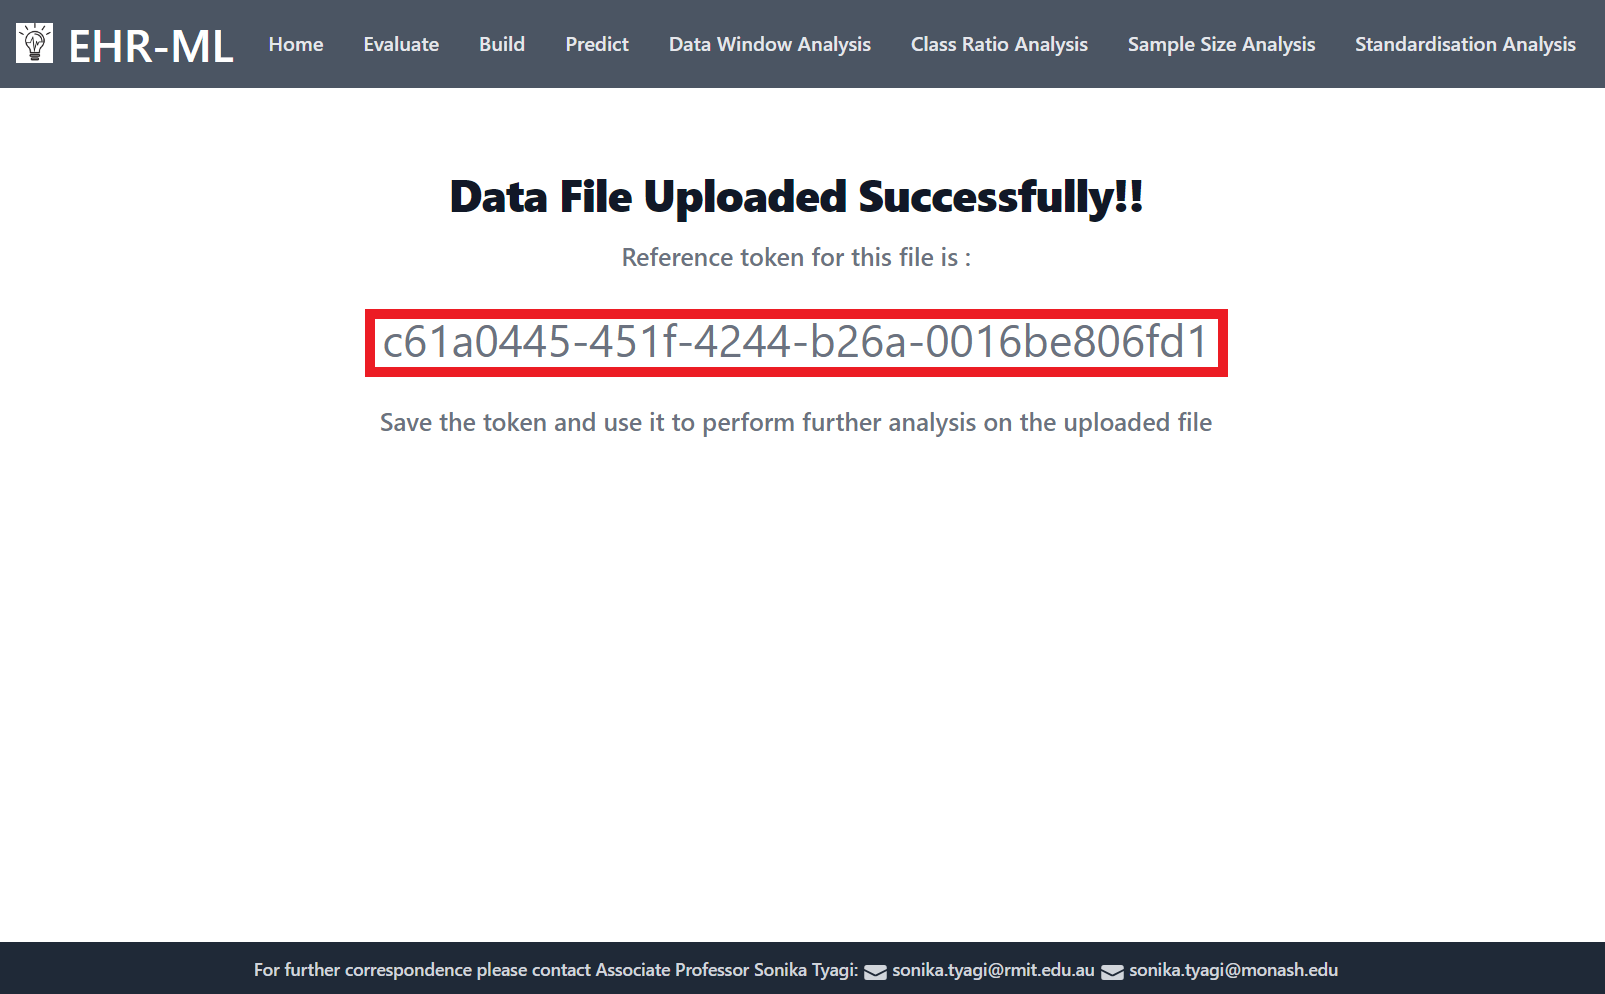 EHR-ML Home Evaluate Build Predict Data Window Analysis Class Ratio Analysis Sample Size Analysis Standardisation Analysis
Data File Uploaded Successfully!!
Reference token for this file is :
c61a0445-451f-4244-b26a-0016be806fd1
Save the token and use it to perform further analysis on the uploaded file
For further correspondence please contact Associate Professor Sonika Tyagi: sonika.tyagi@rmit.edu.au sonika.tyagi@monash.edu